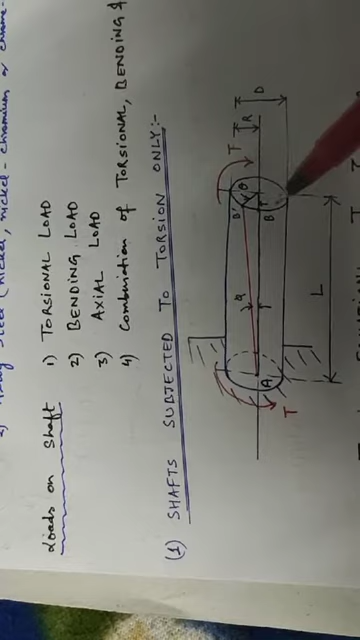 2) Alloy Steel (Nickel, nickel-chromium or chrome-
Loads on Shaft
1) TORSIONAL LOAD
2) BENDING LOAD
3) AXIAL LOAD
4) Combination of TORSIONAL, BENDING &
(1) SHAFTS SUBJECTED TO TORSION ONLY:-
T
R
D
θ
B'
B
L
A
T